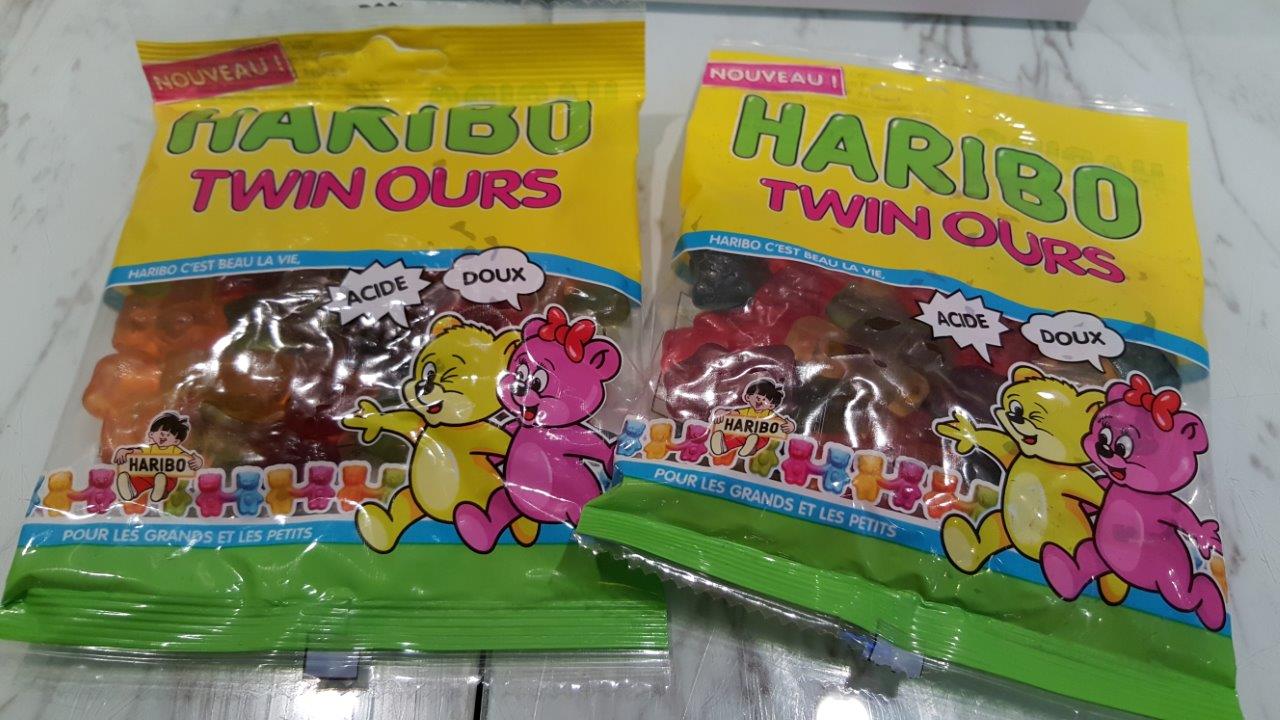 NOUVEAU !
HARIBO
TWIN OURS
HARIBO C'EST BEAU LA VIE,
ACIDE
DOUX
HARIBO
POUR LES GRANDS ET LES PETITS
NOUVEAU !
HARIBO
TWIN OURS
HARIBO C'EST BEAU LA VIE,
ACIDE
DOUX
HARIBO
POUR LES GRANDS ET LES PETITS